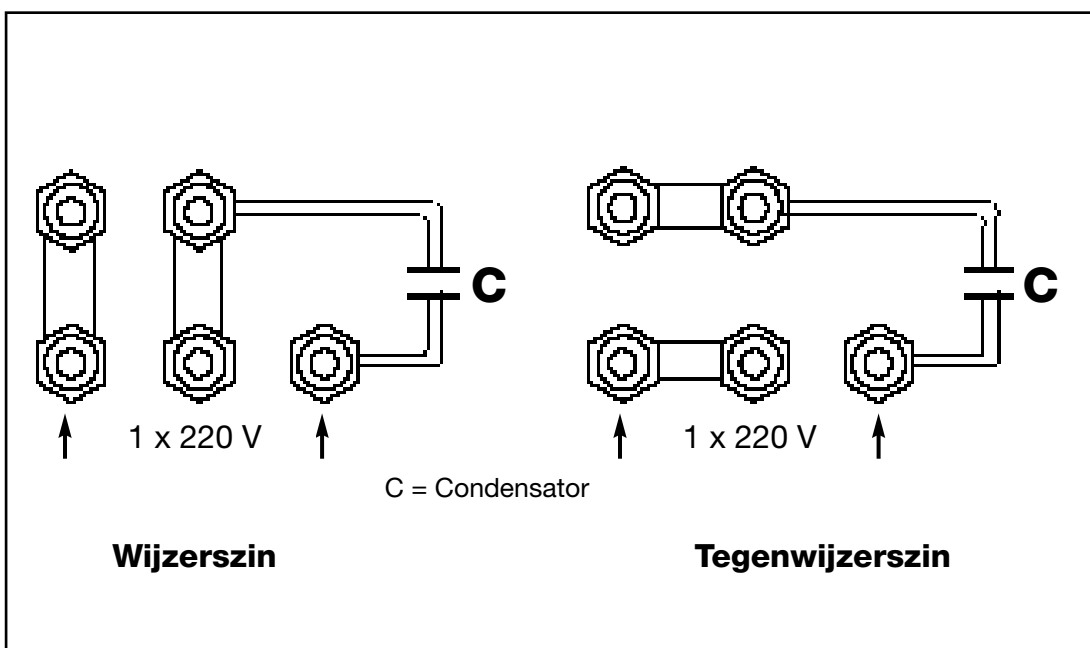 C C
1 x 220 V 1 x 220 V
C = Condensator
Wijzerszin Tegenwijzerszin